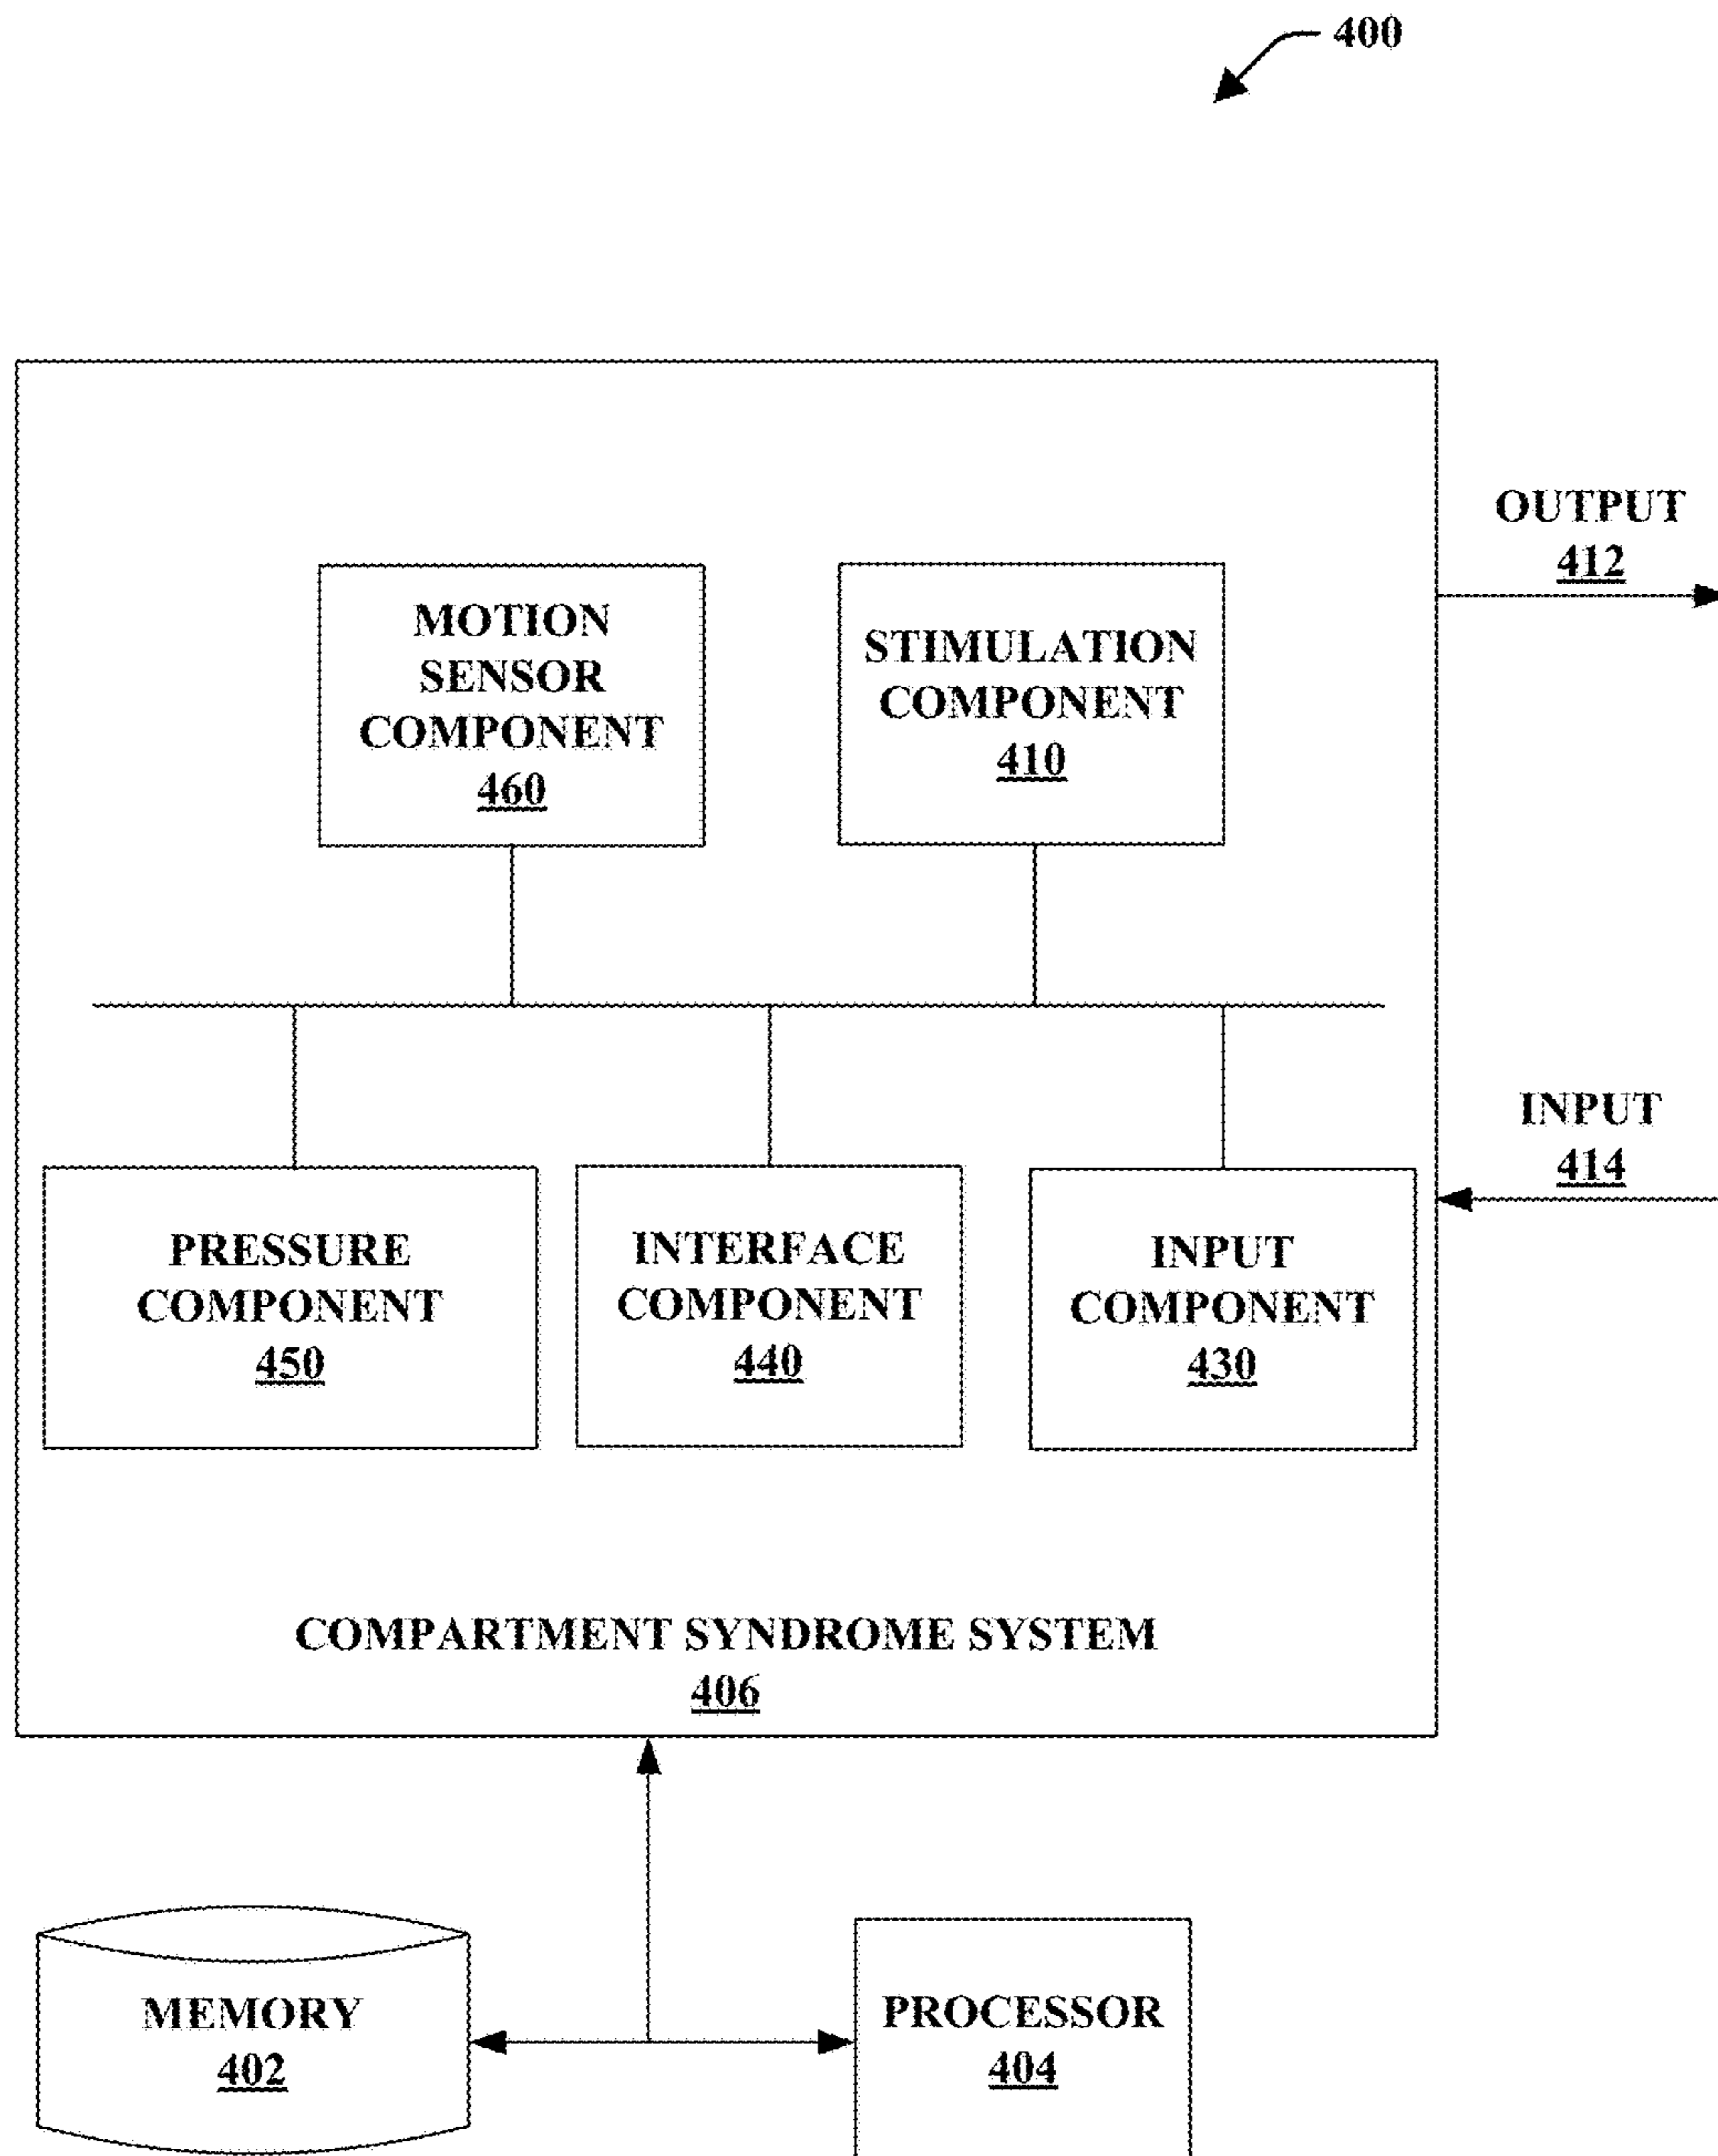 400
OUTPUT
412
MOTION
SENSOR
COMPONENT
460
STIMULATION
COMPONENT
410
INPUT
414
PRESSURE
COMPONENT
450
INTERFACE
COMPONENT
440
INPUT
COMPONENT
430
COMPARTMENT SYNDROME SYSTEM
406
MEMORY
402
PROCESSOR
404